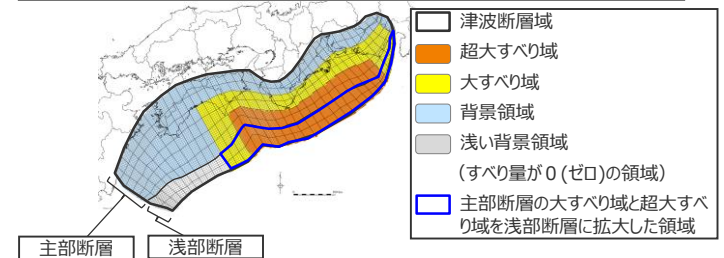 津波断層域
超大すべり域
大すべり域
背景領域
浅い背景領域
(すべり量が0(ゼロ)の領域)
主部断層の大すべり域と超大すべ
り域を浅部断層に拡大した領域
主部断層
浅部断層